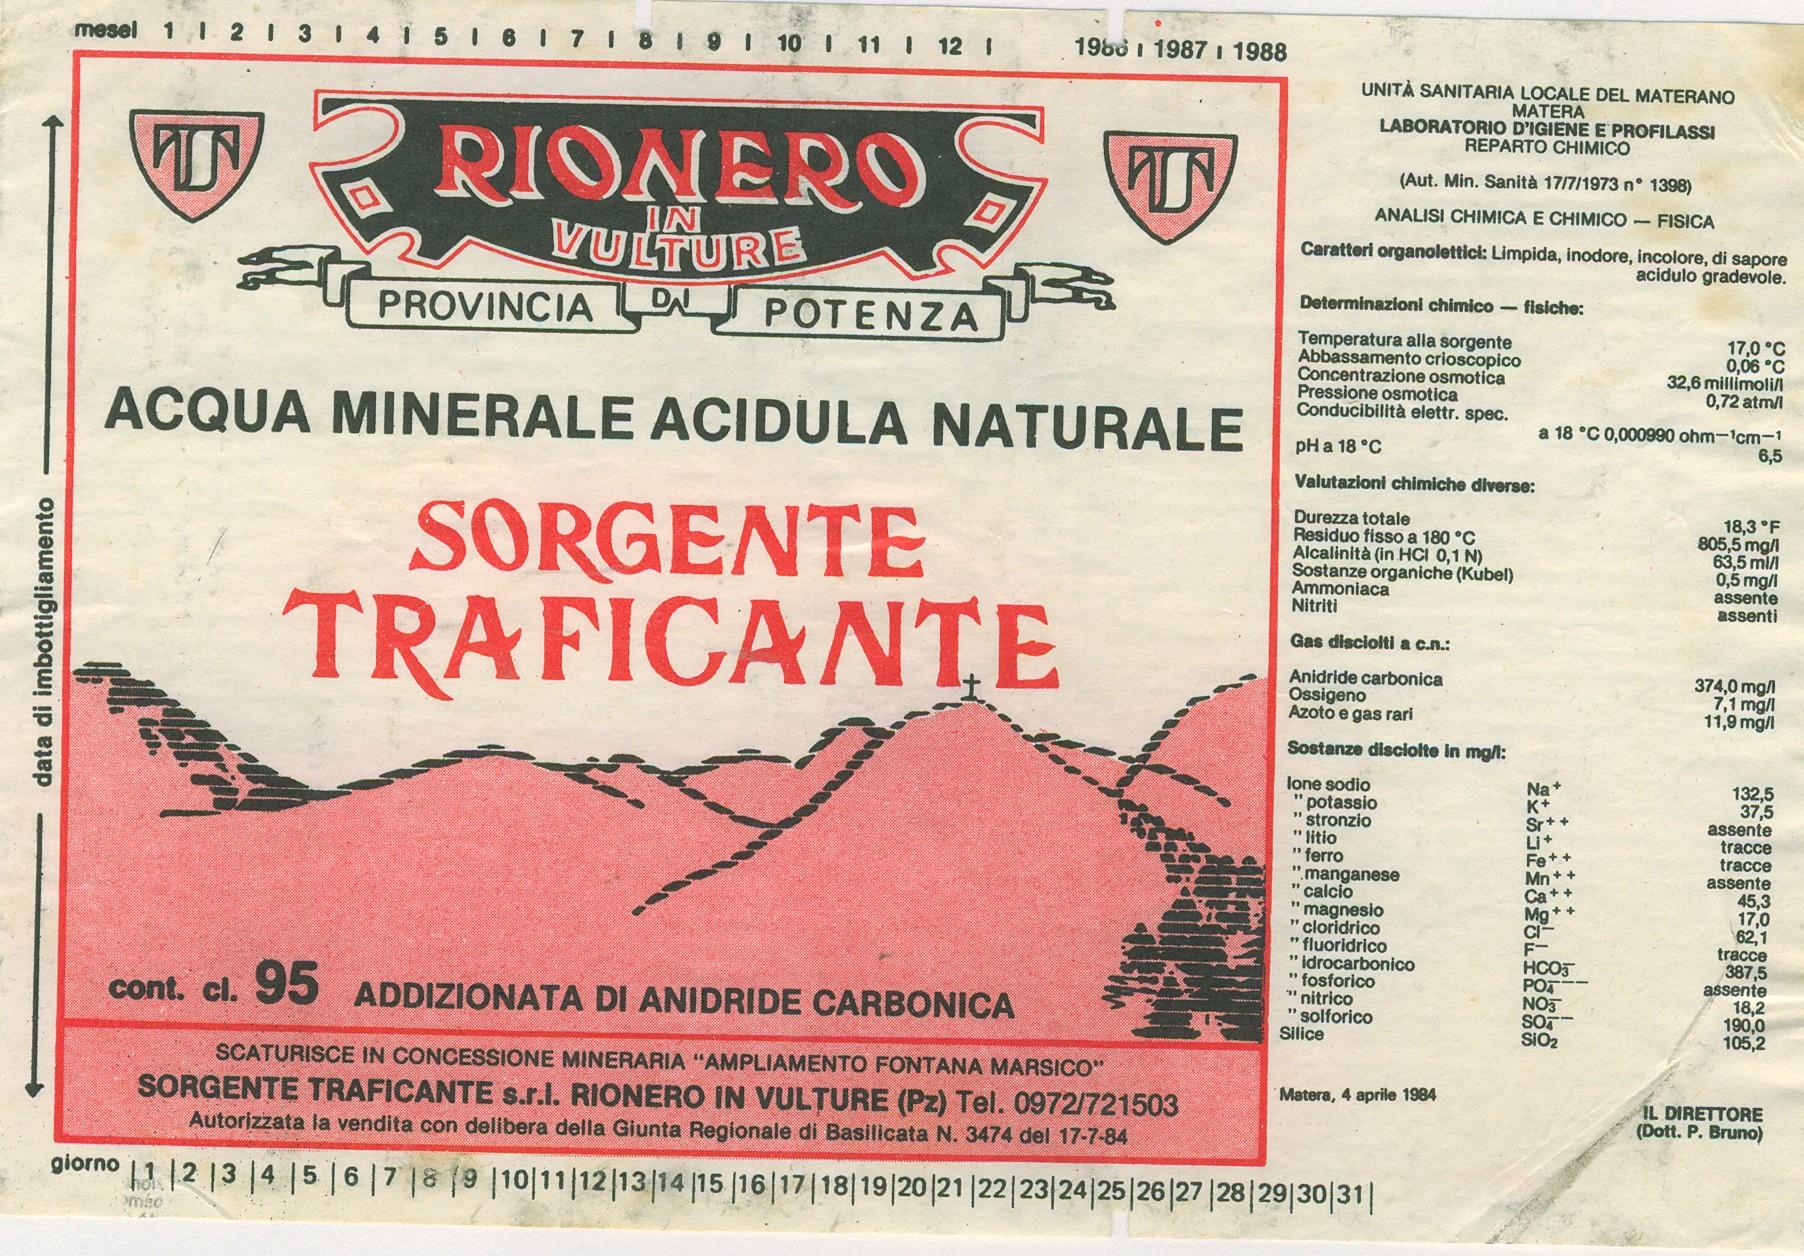 mesei 1 | 2 | 3 | 4 | 5 | 6 | 7 | 8 | 9 | 10 | 11 | 12 | 1986 | 1987 | 1988
RIONERO
IN
VULTURE
PROVINCIA DI POTENZA
ACQUA MINERALE ACIDULA NATURALE
SORGENTE
TRAFICANTE
cont. cl. 95 ADDIZIONATA DI ANIDRIDE CARBONICA
SCATURISCE IN CONCESSIONE MINERARIA "AMPLIAMENTO FONTANA MARSICO"
SORGENTE TRAFICANTE s.r.l. RIONERO IN VULTURE (Pz) Tel. 0972/721503
Autorizzata la vendita con delibera della Giunta Regionale di Basilicata N. 3474 del 17-7-84
giorno |1 |2 |3 |4 |5 |6 |7 |8 |9 |10|11|12|13|14|15|16|17|18|19|20|21|22|23|24|25|26|27|28|29|30|31|
data di imbottigliamento
UNITÀ SANITARIA LOCALE DEL MATERANO
MATERA
LABORATORIO D'IGIENE E PROFILASSI
REPARTO CHIMICO
(Aut. Min. Sanità 17/7/1973 n° 1398)
ANALISI CHIMICA E CHIMICO — FISICA
Caratteri organolettici: Limpida, inodore, incolore, di sapore
acidulo gradevole.
Determinazioni chimico — fisiche:
Temperatura alla sorgente 17,0 °C
Abbassamento crioscopico 0,06 °C
Concentrazione osmotica 32,6 millimoli/l
Pressione osmotica 0,72 atm/l
Conducibilità elettr. spec.
a 18 °C 0,000990 ohm—¹cm—¹
pH a 18 °C 6,5
Valutazioni chimiche diverse:
Durezza totale 18,3 °F
Residuo fisso a 180 °C 805,5 mg/l
Alcalinità (in HCl 0,1 N) 63,5 ml/l
Sostanze organiche (Kubel) 0,5 mg/l
Ammoniaca assente
Nitriti assenti
Gas disciolti a c.n.:
Anidride carbonica 374,0 mg/l
Ossigeno 7,1 mg/l
Azoto e gas rari 11,9 mg/l
Sostanze disciolte in mg/l:
Ione sodio Na+ 132,5
" potassio K+ 37,5
" stronzio Sr++ assente
" litio Li+ tracce
" ferro Fe++ tracce
" manganese Mn++ assente
" calcio Ca++ 45,3
" magnesio Mg++ 17,0
" cloridrico Cl— 62,1
" fluoridrico F— tracce
" idrocarbonico HCO3— 387,5
" fosforico PO4——— assente
" nitrico NO3— 18,2
" solforico SO4—— 190,0
Silice SiO2 105,2
Matera, 4 aprile 1984
IL DIRETTORE
(Dott. P. Bruno)